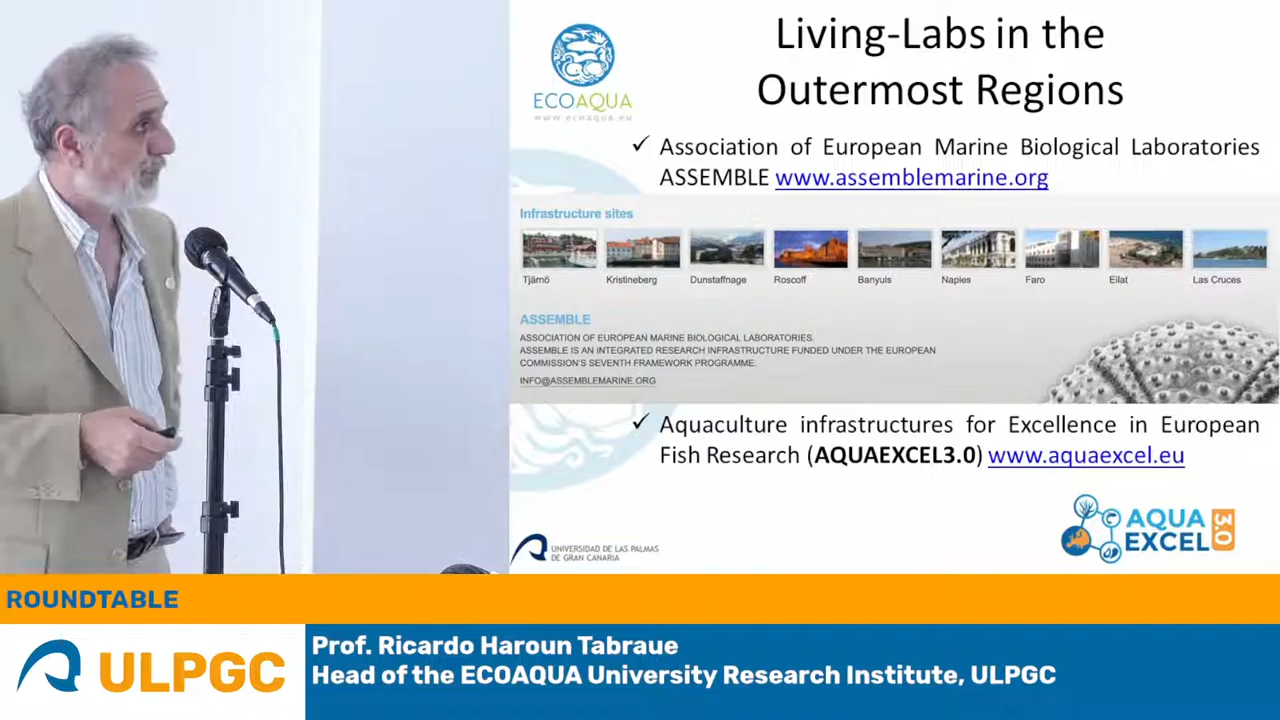 Living-Labs in the
Outermost Regions
ECOAQUA
www.ecoaqua.eu
✓ Association of European Marine Biological Laboratories
ASSEMBLE www.assemblemarine.org
Infrastructure sites
Tjärnö Kristineberg Dunstaffnage Roscoff Banyuls Naples Faro Eilat Las Cruces
ASSEMBLE
ASSOCIATION OF EUROPEAN MARINE BIOLOGICAL LABORATORIES.
ASSEMBLE IS AN INTEGRATED RESEARCH INFRASTRUCTURE FUNDED UNDER THE EUROPEAN
COMMISSION'S SEVENTH FRAMEWORK PROGRAMME.
INFO@ASSEMBLEMARINE.ORG
✓ Aquaculture infrastructures for Excellence in European
Fish Research (AQUAEXCEL3.0) www.aquaexcel.eu
UNIVERSIDAD DE LAS PALMAS
DE GRAN CANARIA
AQUA
EXCEL
3.0
ROUNDTABLE
ULPGC
Prof. Ricardo Haroun Tabraue
Head of the ECOAQUA University Research Institute, ULPGC